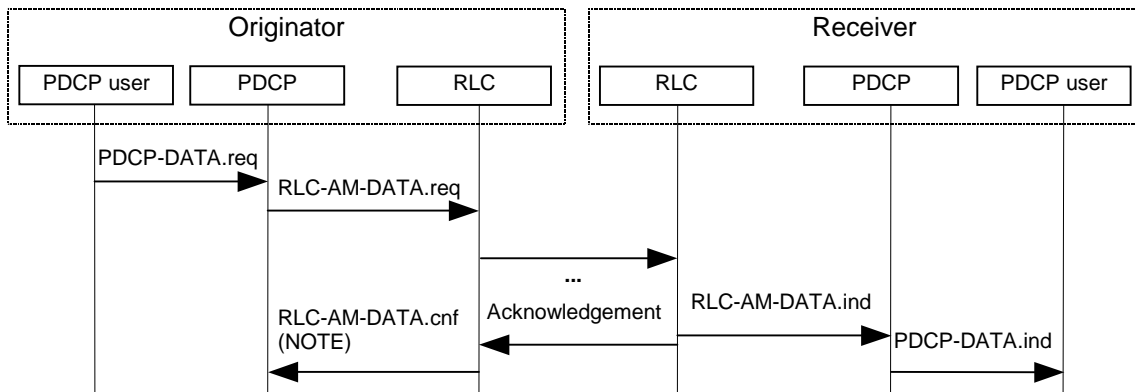 Originator
Receiver
PDCP user
PDCP
RLC
RLC
PDCP
PDCP user
PDCP-DATA.req
RLC-AM-DATA.req
...
RLC-AM-DATA.cnf
(NOTE)
Acknowledgement
RLC-AM-DATA.ind
PDCP-DATA.ind